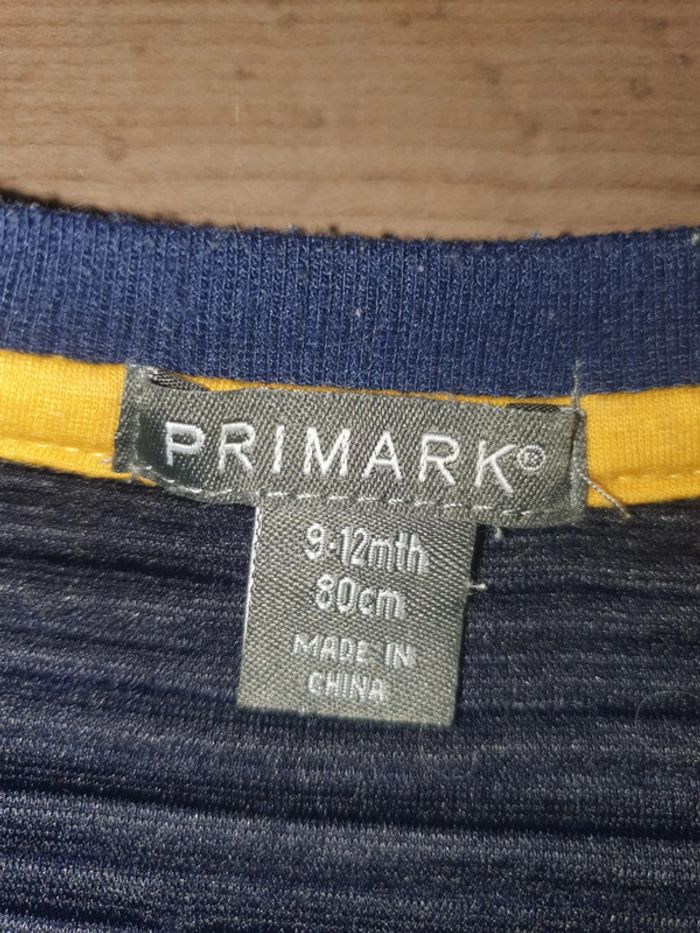 PRIMARK®
9-12mth
80cm
MADE IN
CHINA